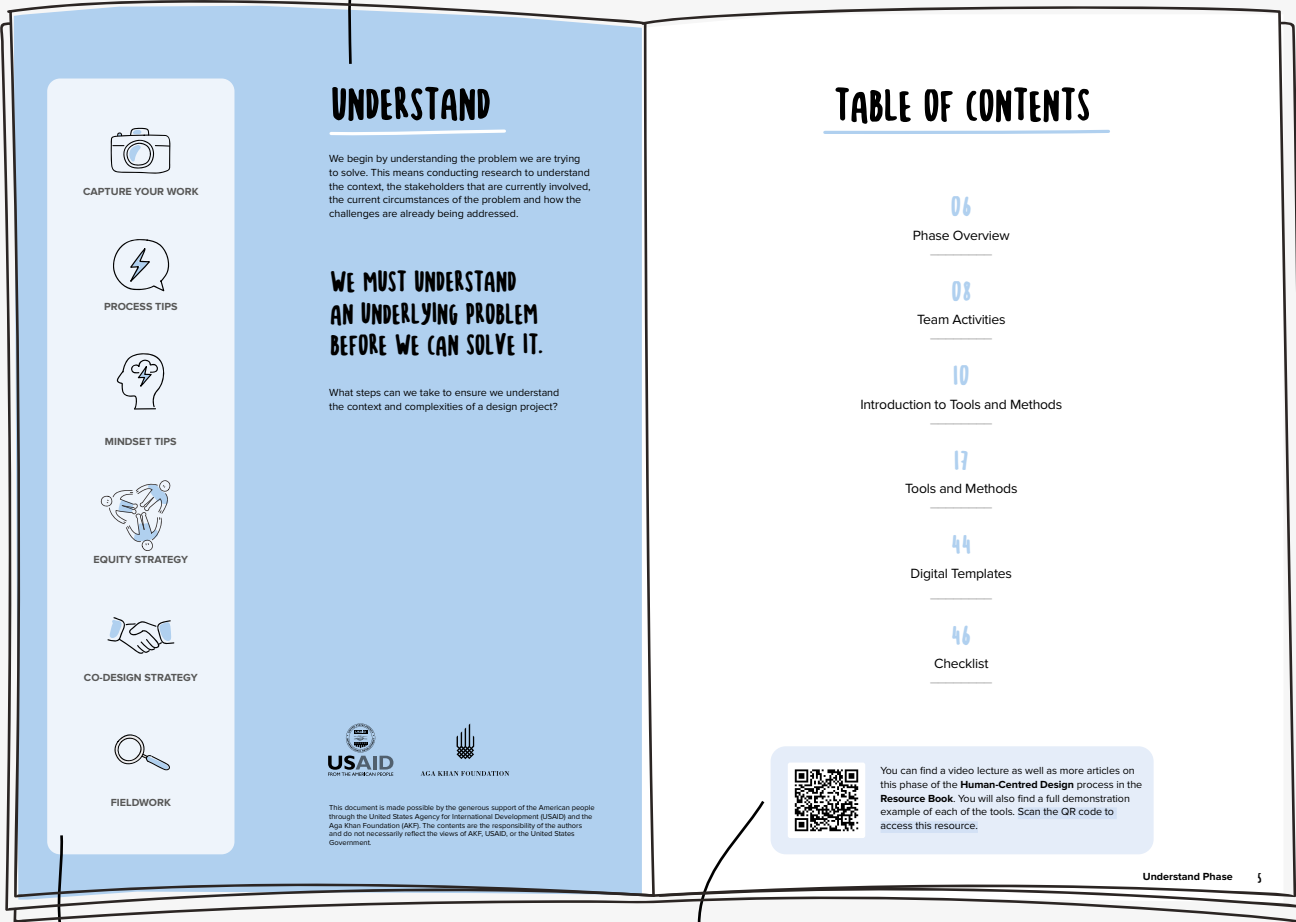 CAPTURE YOUR WORK
PROCESS TIPS
MINDSET TIPS
EQUITY STRATEGY
CO-DESIGN STRATEGY
FIELDWORK
UNDERSTAND
We begin by understanding the problem we are trying
to solve. This means conducting research to understand
the context, the stakeholders that are currently involved,
the current circumstances of the problem and how the
challenges are already being addressed.
WE MUST UNDERSTAND
AN UNDERLYING PROBLEM
BEFORE WE CAN SOLVE IT.
What steps can we take to ensure we understand
the context and complexities of a design project?
USAID
FROM THE AMERICAN PEOPLE
AGA KHAN FOUNDATION
This document is made possible by the generous support of the American people
through the United States Agency for International Development (USAID) and the
Aga Khan Foundation (AKF). The contents are the responsibility of the authors
and do not necessarily reflect the views of AKF, USAID, or the United States
Government.
TABLE OF CONTENTS
06
Phase Overview
08
Team Activities
10
Introduction to Tools and Methods
17
Tools and Methods
44
Digital Templates
46
Checklist
You can find a video lecture as well as more articles on
this phase of the Human-Centred Design process in the
Resource Book. You will also find a full demonstration
example of each of the tools. Scan the QR code to
access this resource.
Understand Phase 5